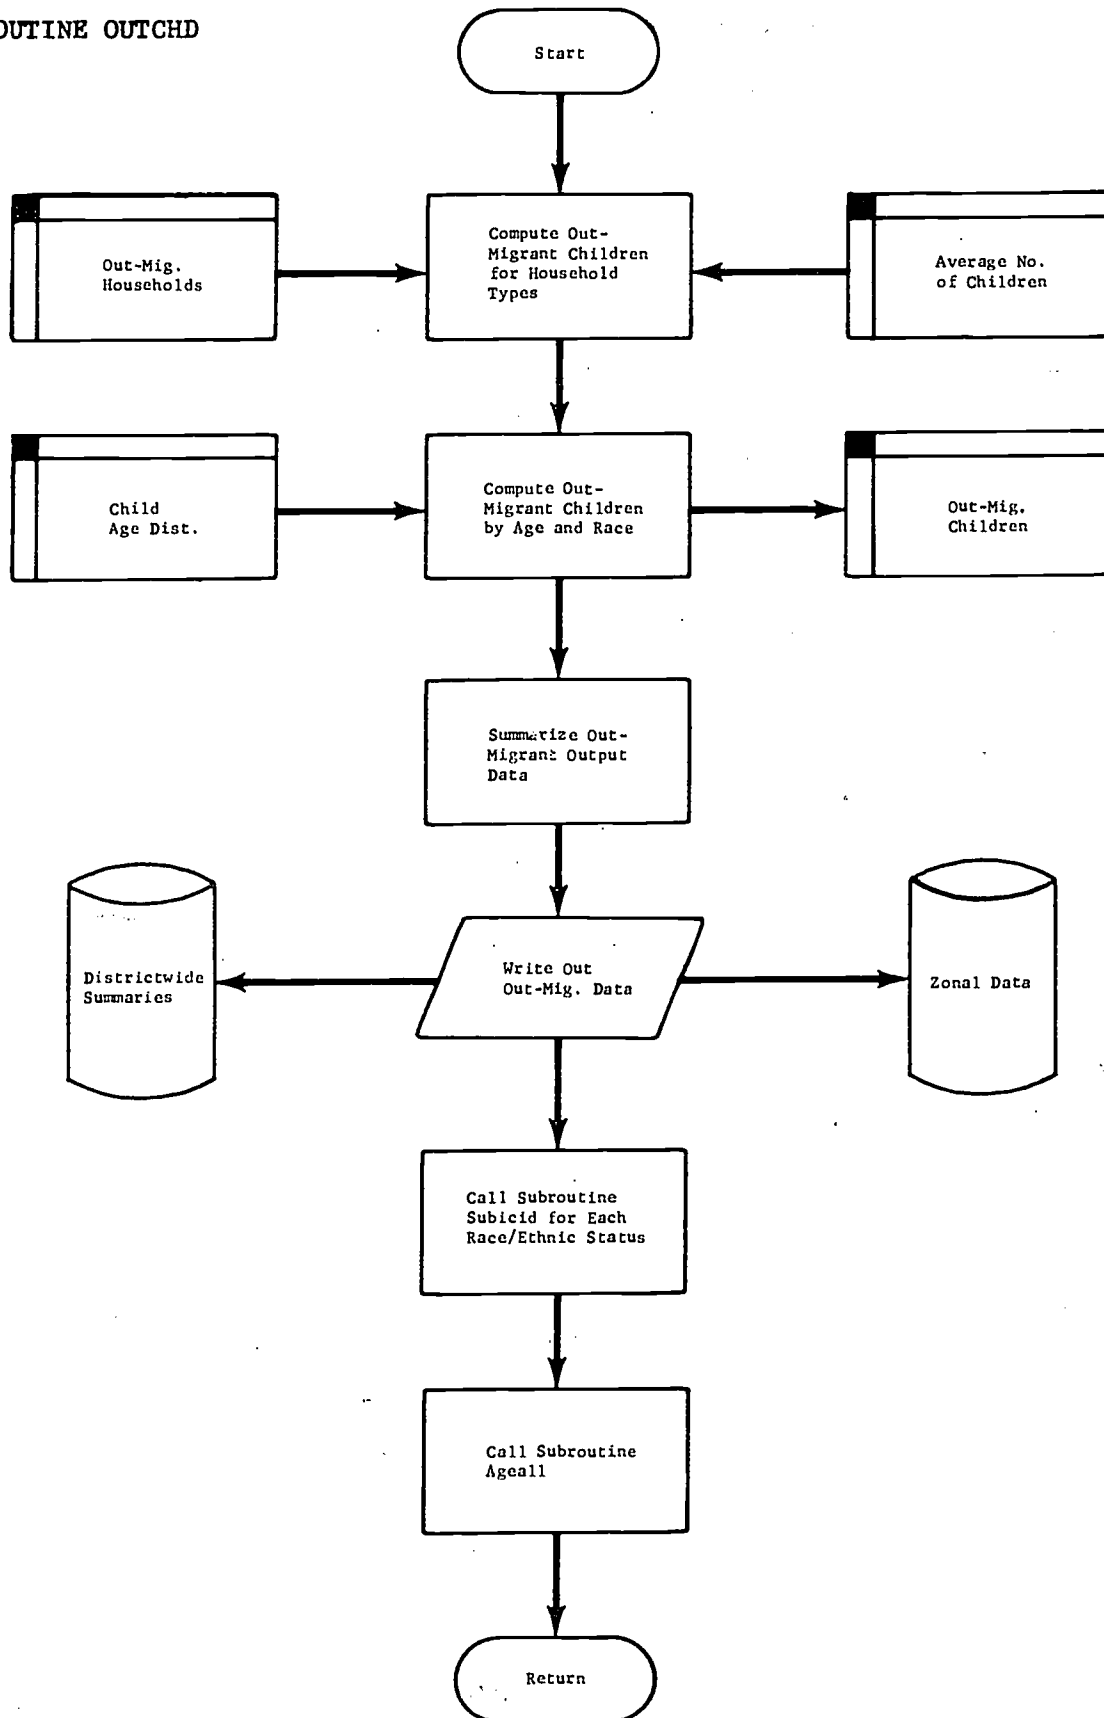 OUTINE OUTCHD
Start
Out-Mig.
Households
Compute Out-
Migrant Children
for Household
Types
Average No.
of Children
Child
Age Dist.
Compute Out-
Migrant Children
by Age and Race
Out-Mig.
Children
Summarize Out-
Migrant Output
Data
Districtwide
Summaries
Write Out
Out-Mig. Data
Zonal Data
Call Subroutine
Subicid for Each
Race/Ethnic Status
Call Subroutine
Ageall
Return